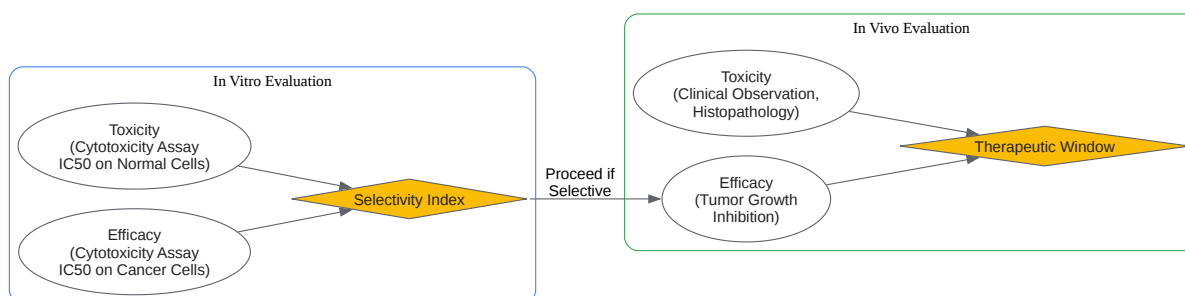 In Vitro Evaluation
Toxicity
(Cytotoxicity Assay
IC50 on Normal Cells)
Efficacy
(Cytotoxicity Assay
IC50 on Cancer Cells)
Selectivity Index
Proceed if
Selective
In Vivo Evaluation
Toxicity
(Clinical Observation,
Histopathology)
Efficacy
(Tumor Growth
Inhibition)
Therapeutic Window